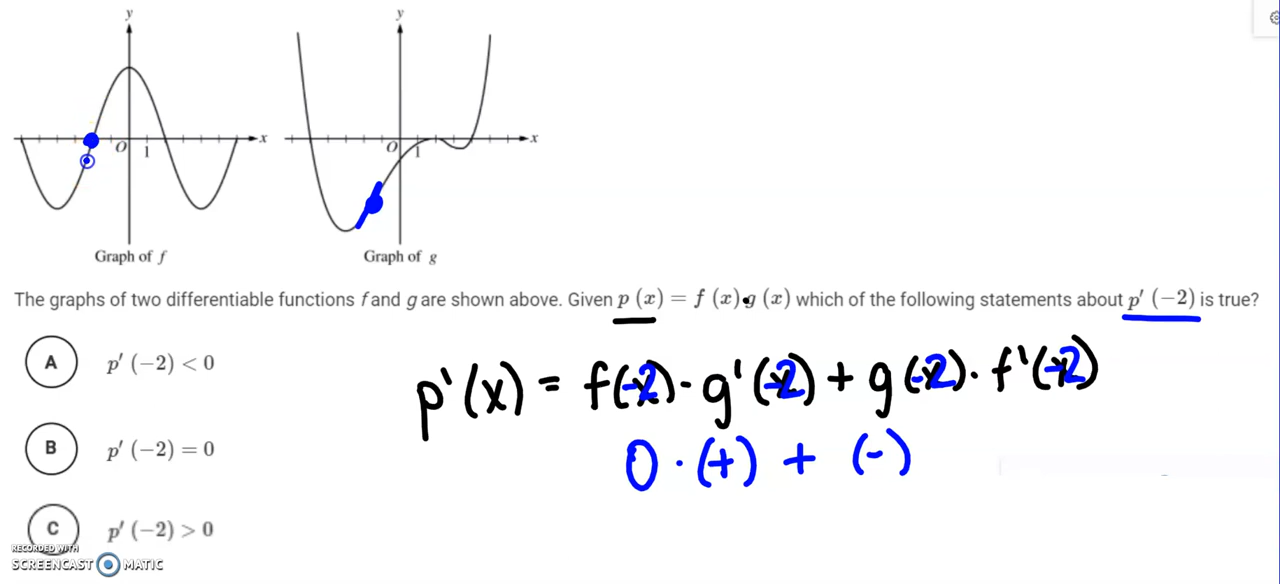 y y
x x
O 1 O 1
Graph of f Graph of g
The graphs of two differentiable functions f and g are shown above. Given p (x) = f (x)•g (x) which of the following statements about p′ (−2) is true?
A p′ (−2) < 0
p'(x) = f(-2) · g'(-2) + g(-2) · f'(-2)
B p′ (−2) = 0
0 · (+) + (-)
C p′ (−2) > 0
RECORDED WITH
SCREENCAST MATIC